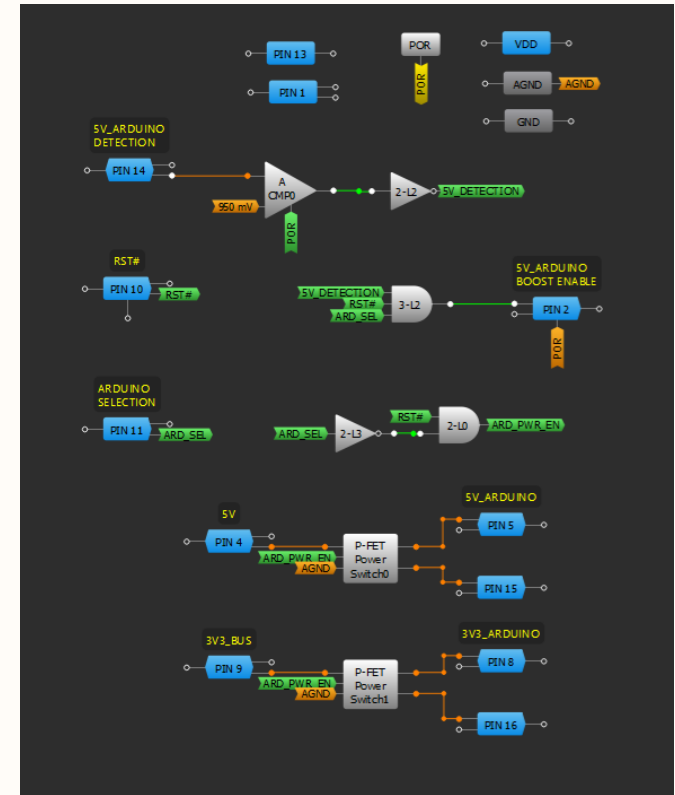 POR
VDD
PIN 13
POR
AGND
AGND
PIN 1
GND
5V_ARDUINO
DETECTION
PIN 14
A
CMP0
2-L2
5V_DETECTION
950 mV
POR
RST#
5V_ARDUINO
BOOST ENABLE
PIN 10
RST#
5V_DETECTION
RST#
ARD_SEL
3-L2
PIN 2
POR
ARDUINO
SELECTION
PIN 11
ARD_SEL
ARD_SEL
2-L3
RST#
2-L0
ARD_PWR_EN
5V
5V_ARDUINO
PIN 4
ARD_PWR_EN
AGND
P-FET
Power
Switch0
PIN 5
PIN 15
3V3_BUS
3V3_ARDUINO
PIN 9
ARD_PWR_EN
AGND
P-FET
Power
Switch1
PIN 8
PIN 16